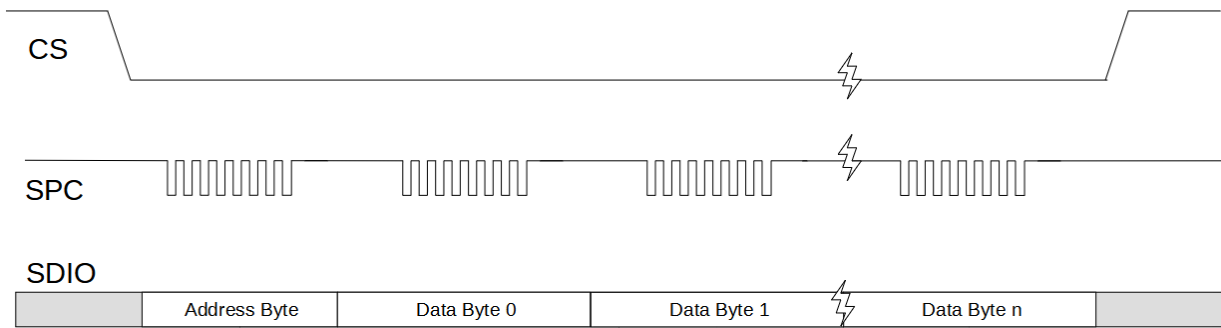 CS
SPC
SDIO
Address Byte Data Byte 0 Data Byte 1 Data Byte n